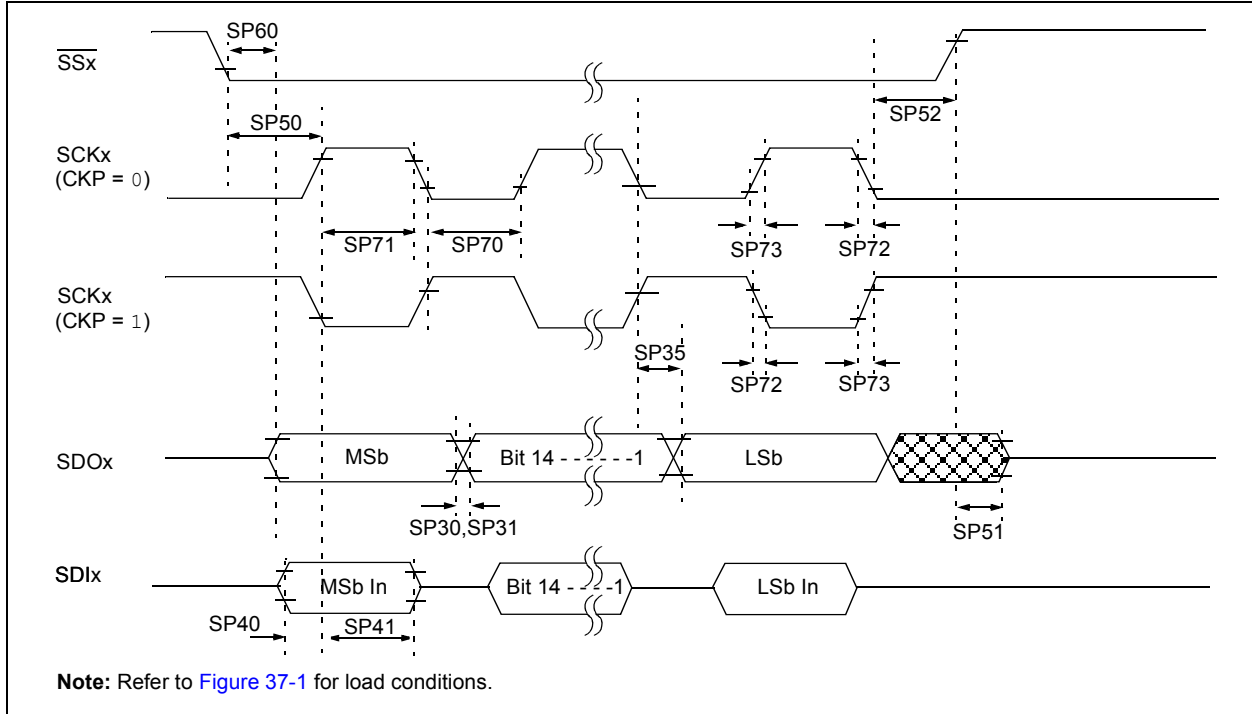 SP60
SSx
SP52
SP50
SCKx
(CKP = 0)
SP71
SP70
SP73
SP72
SCKx
(CKP = 1)
SP35
SP72
SP73
SDOx
MSb
Bit 14 - - - - - -1
LSb
SP30,SP31
SP51
SDIx
MSb In
Bit 14 - - - -1
LSb In
SP40
SP41
Note: Refer to Figure 37-1 for load conditions.